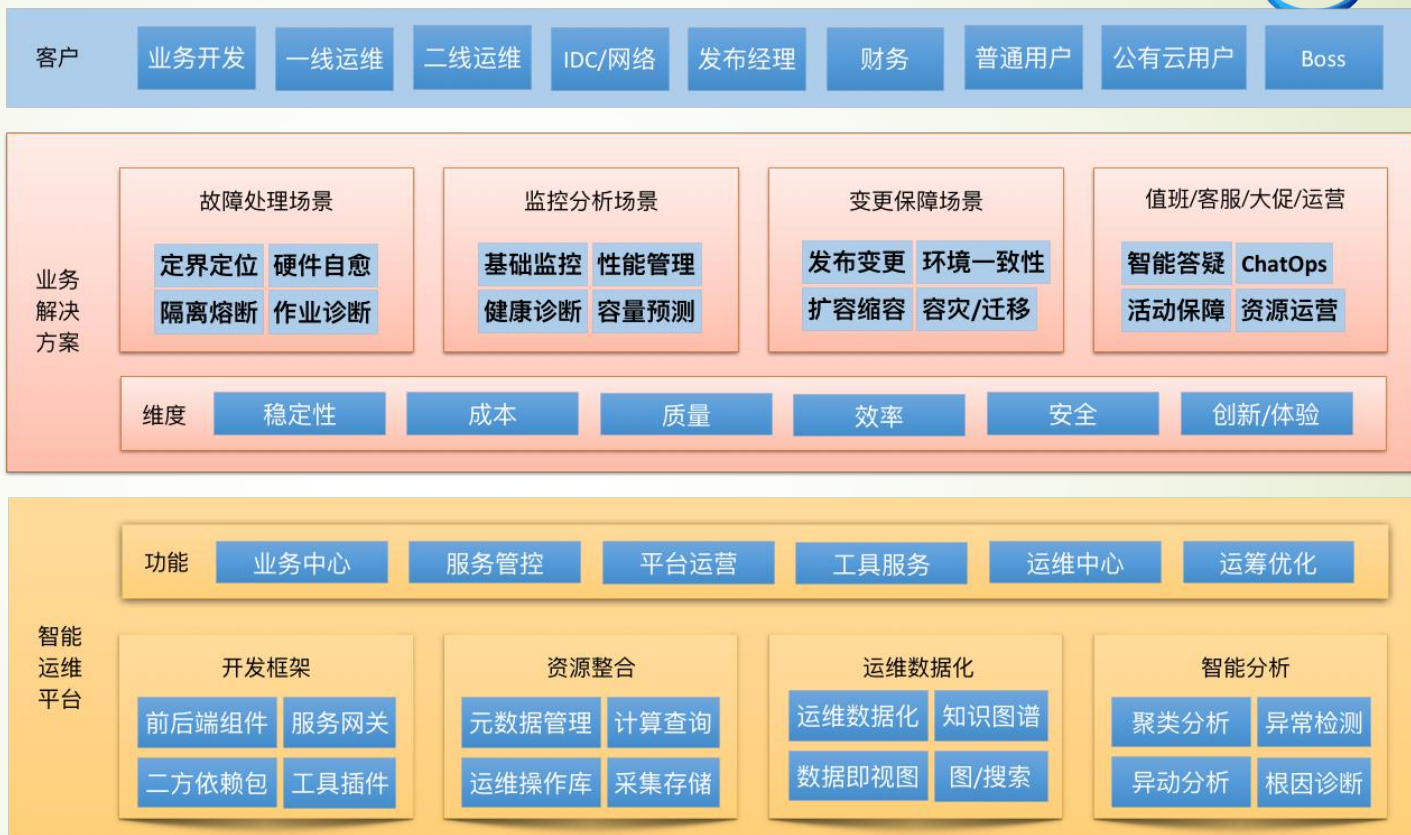 客户 业务开发 一线运维 二线运维 IDC/网络 发布经理 财务 普通用户 公有云用户 Boss
业务
解决
方案
故障处理场景 监控分析场景 变更保障场景 值班/客服/大促/运营
定界定位 硬件自愈 基础监控 性能管理 发布变更 环境一致性 智能答疑 ChatOps
隔离熔断 作业诊断 健康诊断 容量预测 扩容缩容 容灾/迁移 活动保障 资源运营
维度 稳定性 成本 质量 效率 安全 创新/体验
智能
运维
平台
功能 业务中心 服务管控 平台运营 工具服务 运维中心 运筹优化
开发框架 资源整合 运维数据化 智能分析
前后端组件 服务网关 元数据管理 计算查询 运维数据化 知识图谱 聚类分析 异常检测
二方依赖包 工具插件 运维操作库 采集存储 数据即视图 图/搜索 异动分析 根因诊断